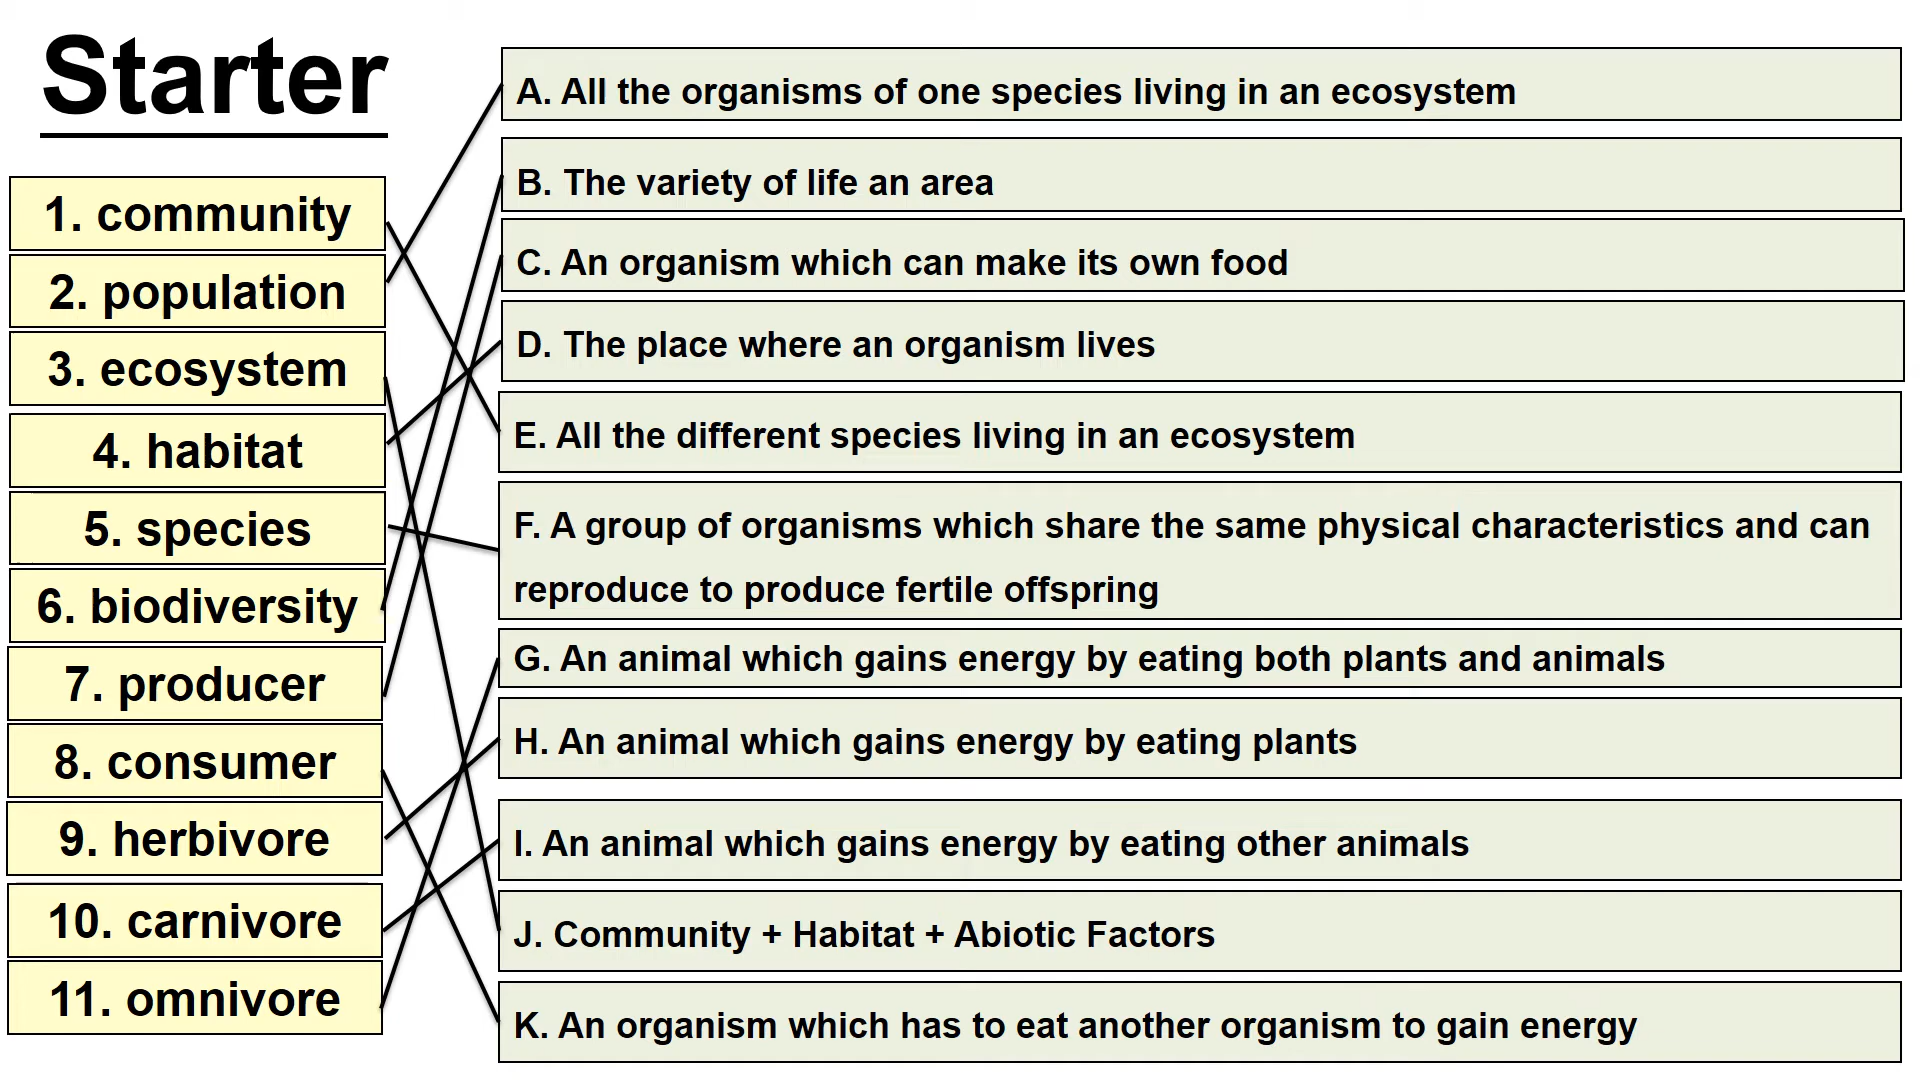 Starter
1. community
2. population
3. ecosystem
4. habitat
5. species
6. biodiversity
7. producer
8. consumer
9. herbivore
10. carnivore
11. omnivore
A. All the organisms of one species living in an ecosystem
B. The variety of life an area
C. An organism which can make its own food
D. The place where an organism lives
E. All the different species living in an ecosystem
F. A group of organisms which share the same physical characteristics and can
reproduce to produce fertile offspring
G. An animal which gains energy by eating both plants and animals
H. An animal which gains energy by eating plants
I. An animal which gains energy by eating other animals
J. Community + Habitat + Abiotic Factors
K. An organism which has to eat another organism to gain energy